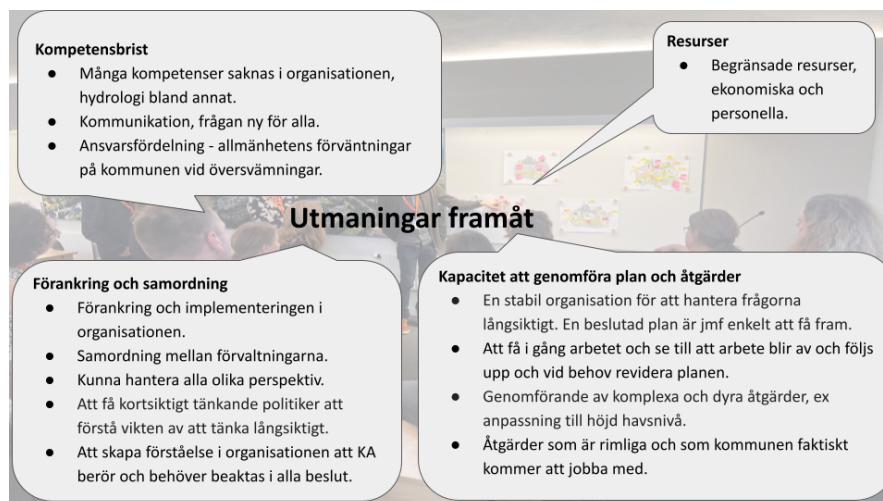 Kompetensbrist
● Många kompetenser saknas i organisationen,
hydrologi bland annat.
● Kommunikation, frågan ny för alla.
● Ansvarsfördelning - allmänhetens förväntningar
på kommunen vid översvämningar.
Resurser
● Begränsade resurser,
ekonomiska och
personella.
Utmaningar framåt
Förankring och samordning
● Förankring och implementeringen i
organisationen.
● Samordning mellan förvaltningarna.
● Kunna hantera alla olika perspektiv.
● Att få kortsiktigt tänkande politiker att
förstå vikten av att tänka långsiktigt.
● Att skapa förståelse i organisationen att KA
berör och behöver beaktas i alla beslut.
Kapacitet att genomföra plan och åtgärder
● En stabil organisation för att hantera frågorna
långsiktigt. En beslutad plan är jmf enkelt att få fram.
● Att få i gång arbetet och se till att arbete blir av och följs
upp och vid behov revidera planen.
● Genomförande av komplexa och dyra åtgärder, ex
anpassning till höjd havsnivå.
● Åtgärder som är rimliga och som kommunen faktiskt
kommer att jobba med.